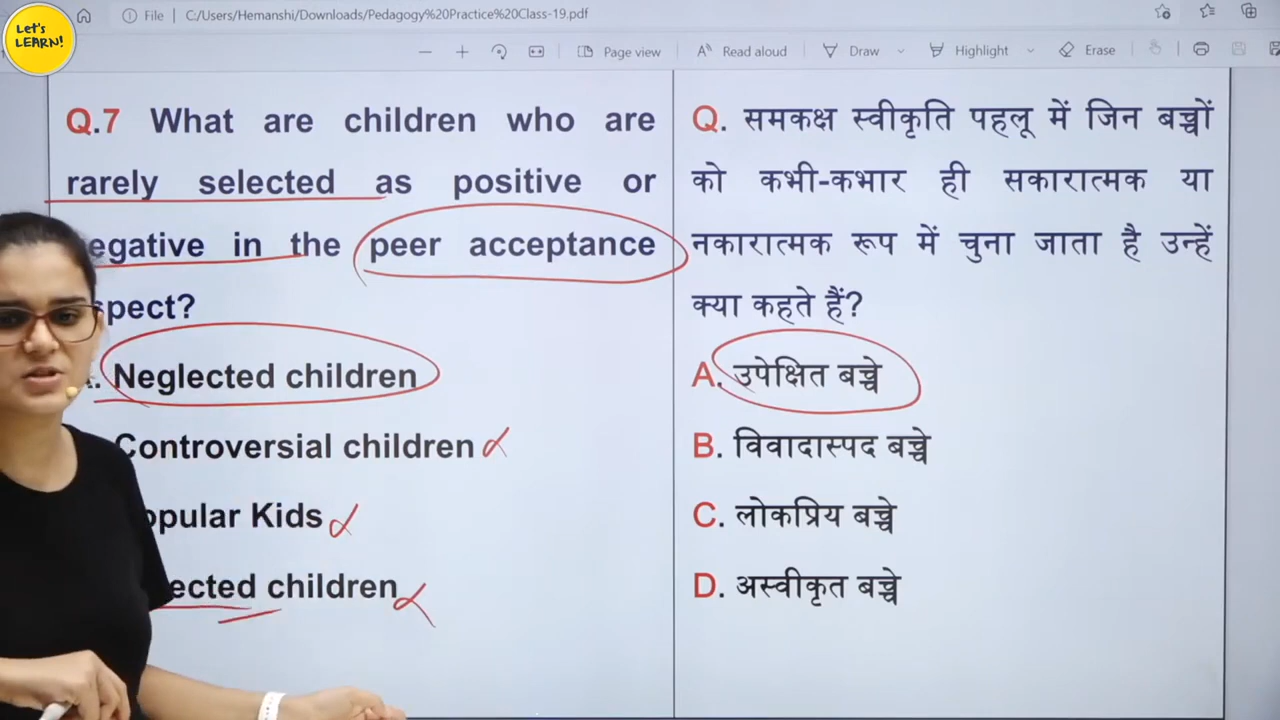 Let's
LEARN!
File C:/Users/Hemanshi/Downloads/Pedagogy%20Practice%20Class-19.pdf
Page view Read aloud Draw Highlight Erase
Q.7 What are children who are
rarely selected as positive or
egative in the peer acceptance
spect?
A. Neglected children
Controversial children
opular Kids
ected children
Q. समकक्ष स्वीकृति पहलू में जिन बच्चों
को कभी-कभार ही सकारात्मक या
नकारात्मक रूप में चुना जाता है उन्हें
क्या कहते हैं?
A. उपेक्षित बच्चे
B. विवादास्पद बच्चे
C. लोकप्रिय बच्चे
D. अस्वीकृत बच्चे